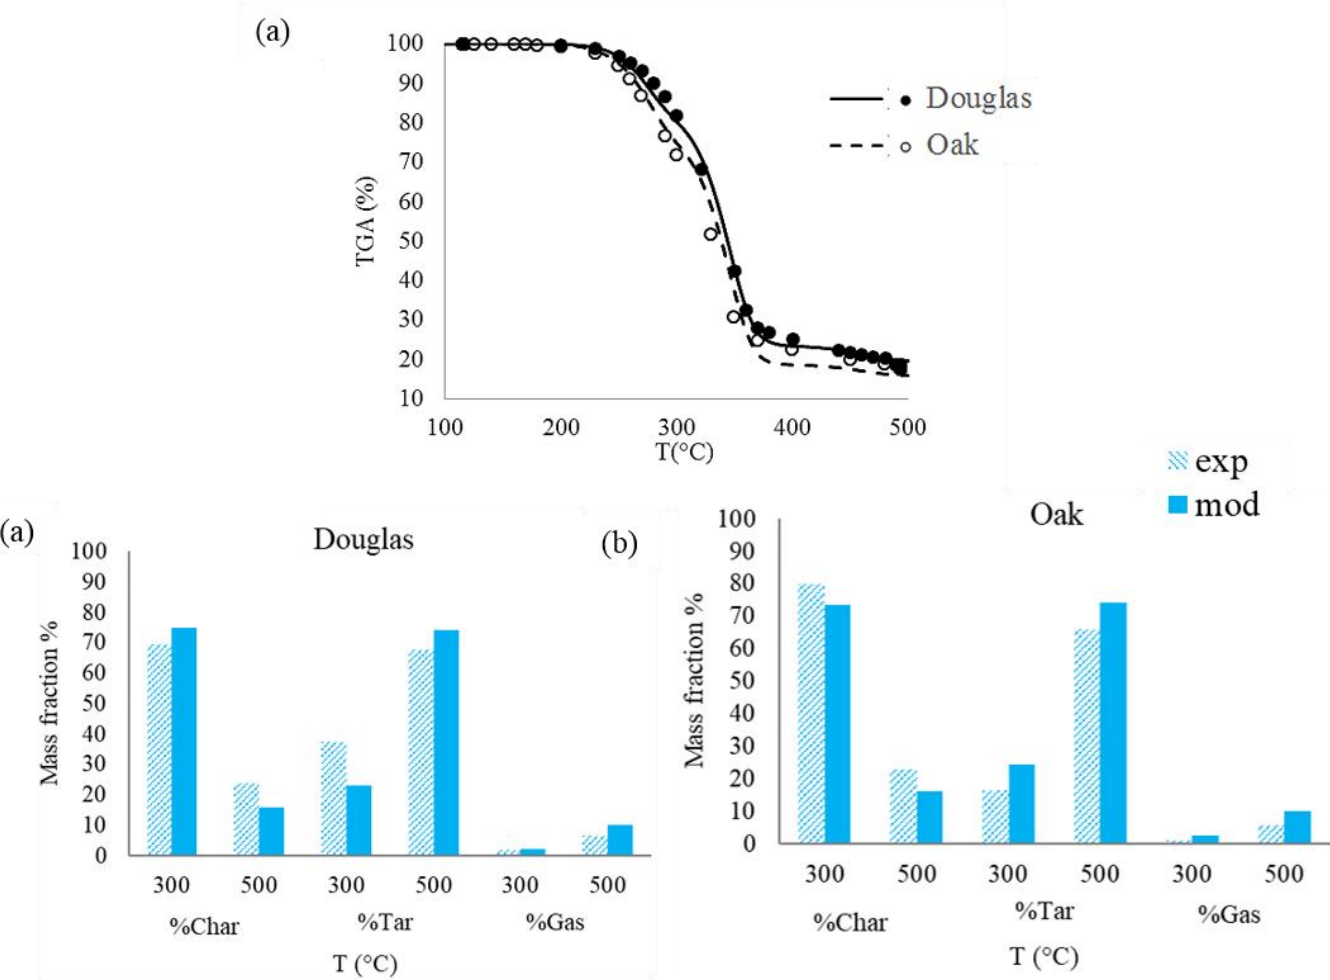 (a)
100
90
80
70
60
50
40
30
20
10
TGA (%)
100 200 300 400 500
T(°C)
Douglas
Oak
exp
mod
(a)
Douglas
100
90
80
70
60
50
40
30
20
10
0
Mass fraction %
300 500 300 500 300 500
%Char %Tar %Gas
T (°C)
(b)
Oak
100
90
80
70
60
50
40
30
20
10
0
Mass fraction %
300 500 300 500 300 500
%Char %Tar %Gas
T (°C)